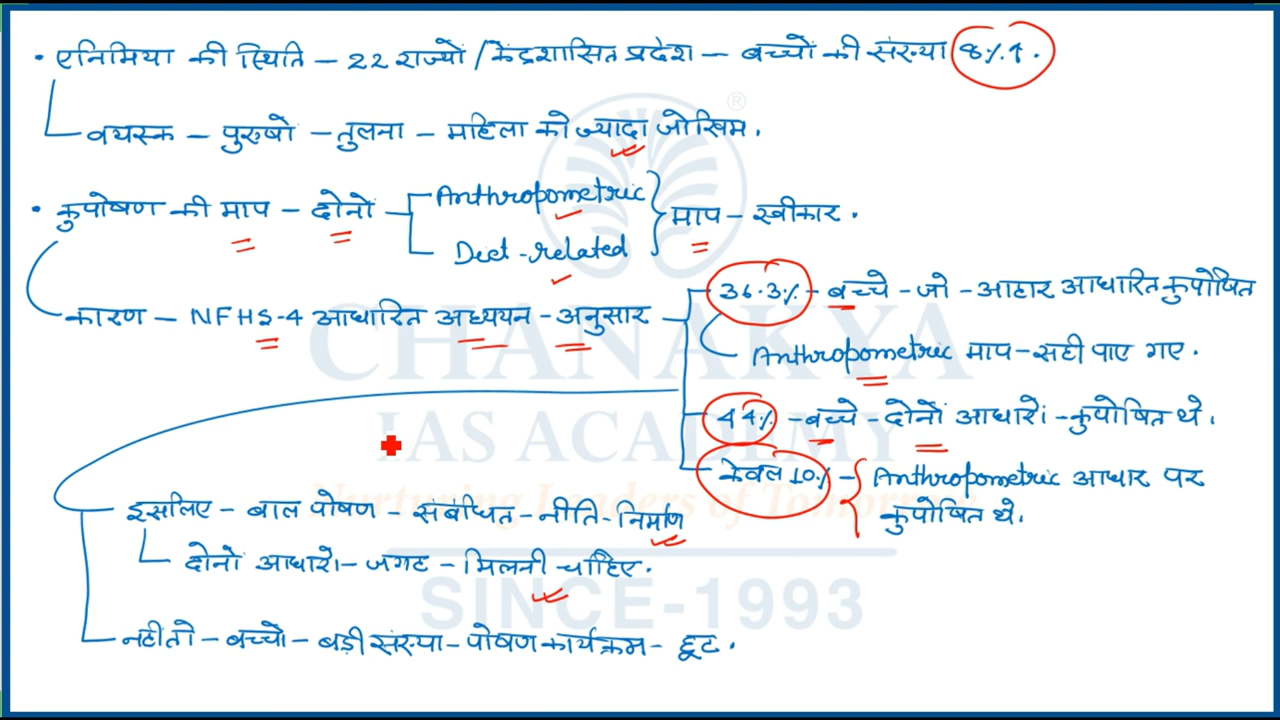 • एनिमिया की स्थिति – 22 राज्यों / केंद्रशासित प्रदेश – बच्चों की संख्या 8%↑.
वयस्क – पुरुषों – तुलना – महिला को ज्यादा जोखिम.
• कुपोषण की माप – दोनों
Anthropometric
Diet-related
माप – स्वीकार.
कारण – NFHS-4 आधारित अध्ययन – अनुसार
36.3% – बच्चे – जो – आहार आधारित कुपोषित
Anthropometric माप – सही पाए गए.
44% – बच्चे – दोनों आधारों – कुपोषित थे.
केवल 10% – Anthropometric आधार पर
कुपोषित थे.
इसलिए – बाल पोषण – संबंधित – नीति-निर्माण
दोनों आधारों – जगह – मिलनी चाहिए.
नहीं तो – बच्चों – बड़ी संख्या – पोषण कार्यक्रम – छूट.
®
CHANAKYA
IAS ACADEMY
Nurturing Leaders of Tomorrow
SINCE-1993